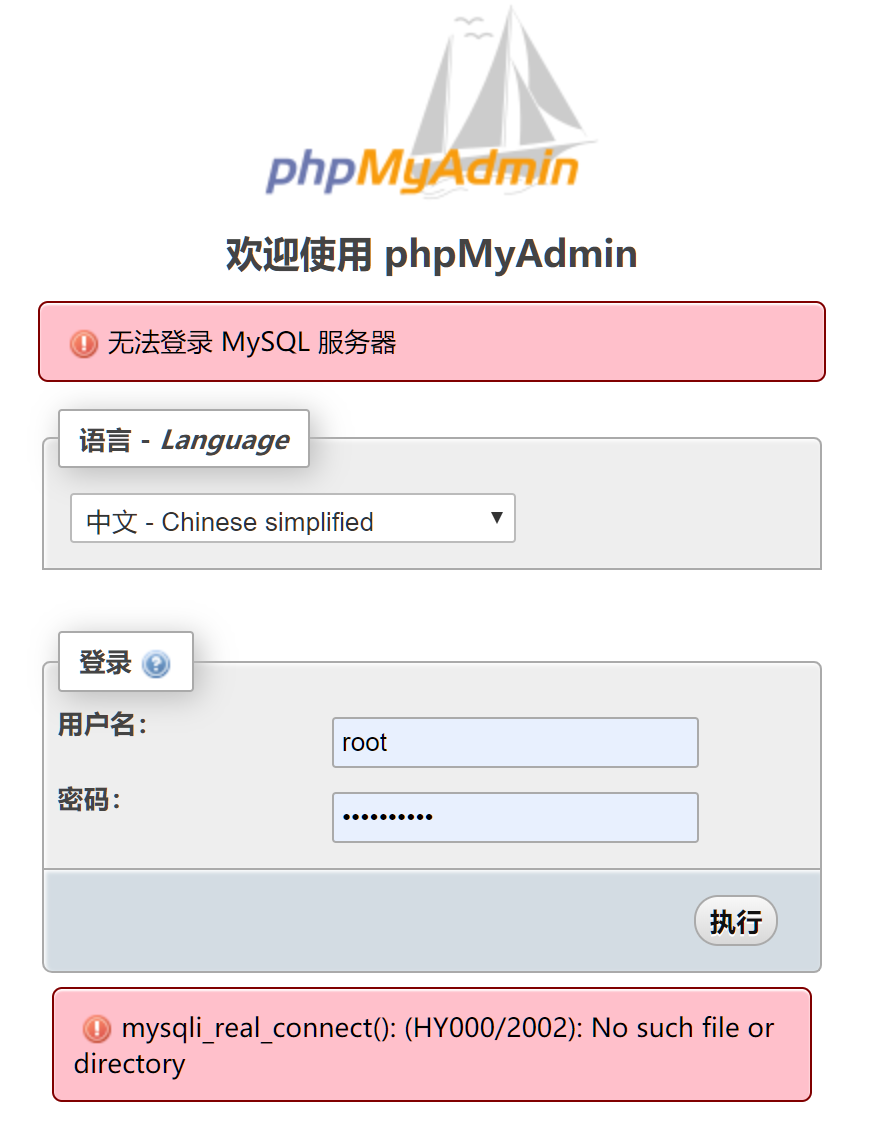 phpMyAdmin
欢迎使用 phpMyAdmin
无法登录 MySQL 服务器
语言 - Language
中文 - Chinese simplified
登录
用户名：
root
密码：
执行
mysqli_real_connect(): (HY000/2002): No such file or
directory